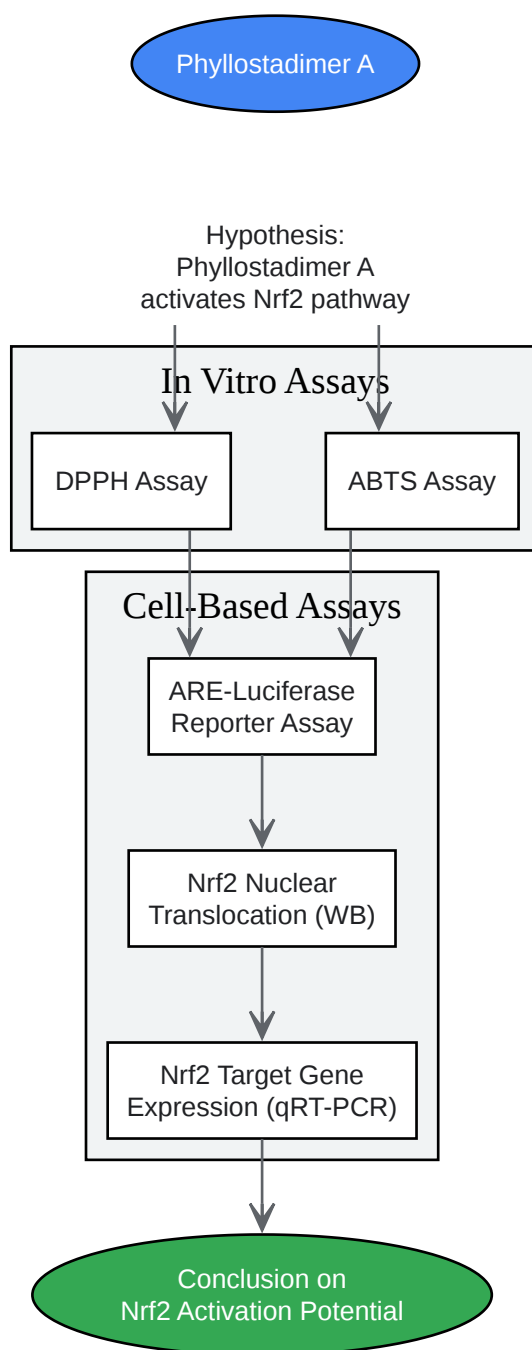 Phyllostadimer A
Hypothesis:
Phyllostadimer A
activates Nrf2 pathway
In Vitro Assays
DPPH Assay
ABTS Assay
Cell-Based Assays
ARE-Luciferase
Reporter Assay
Nrf2 Nuclear
Translocation (WB)
Nrf2 Target Gene
Expression (qRT-PCR)
Conclusion on
Nrf2 Activation Potential